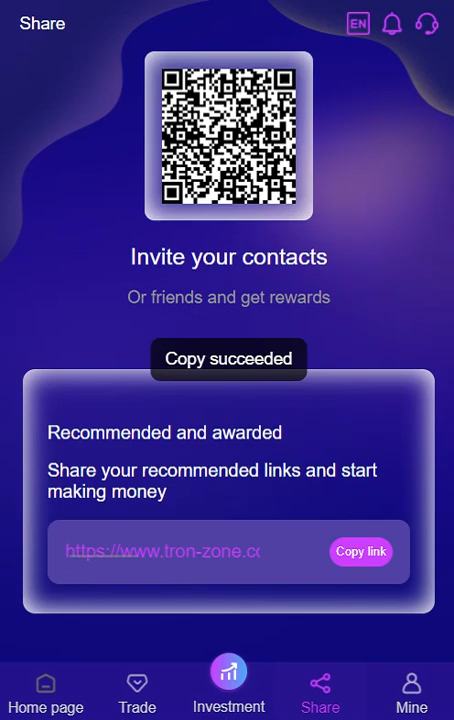 Share
EN
Invite your contacts
Or friends and get rewards
Copy succeeded
Recommended and awarded
Share your recommended links and start
making money
https://www.tron-zone.cc
Copy link
Home page
Trade
Investment
Share
Mine